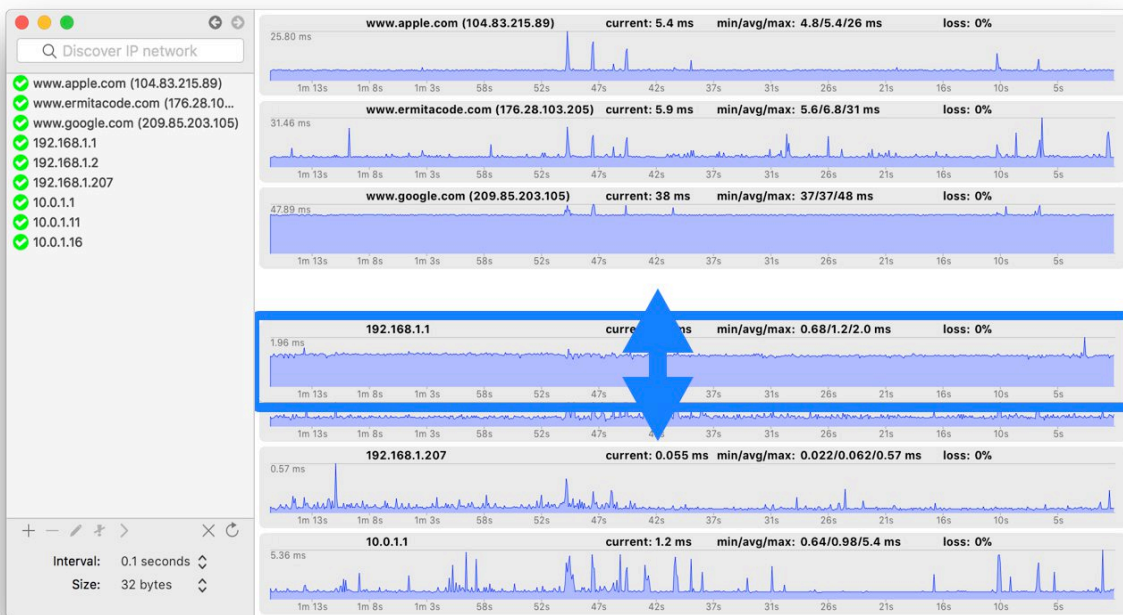 Discover IP network
www.apple.com (104.83.215.89)
www.ermitacode.com (176.28.10...
www.google.com (209.85.203.105)
192.168.1.1
192.168.1.2
192.168.1.207
10.0.1.1
10.0.1.11
10.0.1.16
Interval: 0.1 seconds
Size: 32 bytes
www.apple.com (104.83.215.89) current: 5.4 ms min/avg/max: 4.8/5.4/26 ms loss: 0%
25.80 ms
1m 13s 1m 8s 1m 3s 58s 52s 47s 42s 37s 31s 26s 21s 16s 10s 5s
www.ermitacode.com (176.28.103.205) current: 5.9 ms min/avg/max: 5.6/6.8/31 ms loss: 0%
31.46 ms
1m 13s 1m 8s 1m 3s 58s 52s 47s 42s 37s 31s 26s 21s 16s 10s 5s
www.google.com (209.85.203.105) current: 38 ms min/avg/max: 37/37/48 ms loss: 0%
47.89 ms
1m 13s 1m 8s 1m 3s 58s 52s 47s 42s 37s 31s 26s 21s 16s 10s 5s
192.168.1.1 min/avg/max: 0.68/1.2/2.0 ms loss: 0%
1.96 ms
1m 13s 1m 8s 1m 3s 58s 52s 47s 37s 31s 26s 21s 16s 10s 5s
1m 13s 1m 8s 1m 3s 58s 52s 47s 37s 31s 26s 21s 16s 10s 5s
192.168.1.207 current: 0.055 ms min/avg/max: 0.022/0.062/0.57 ms loss: 0%
0.57 ms
1m 13s 1m 8s 1m 3s 58s 52s 47s 42s 37s 31s 26s 21s 16s 10s 5s
10.0.1.1 current: 1.2 ms min/avg/max: 0.64/0.98/5.4 ms loss: 0%
5.36 ms
1m 13s 1m 8s 1m 3s 58s 52s 47s 42s 37s 31s 26s 21s 16s 10s 5s